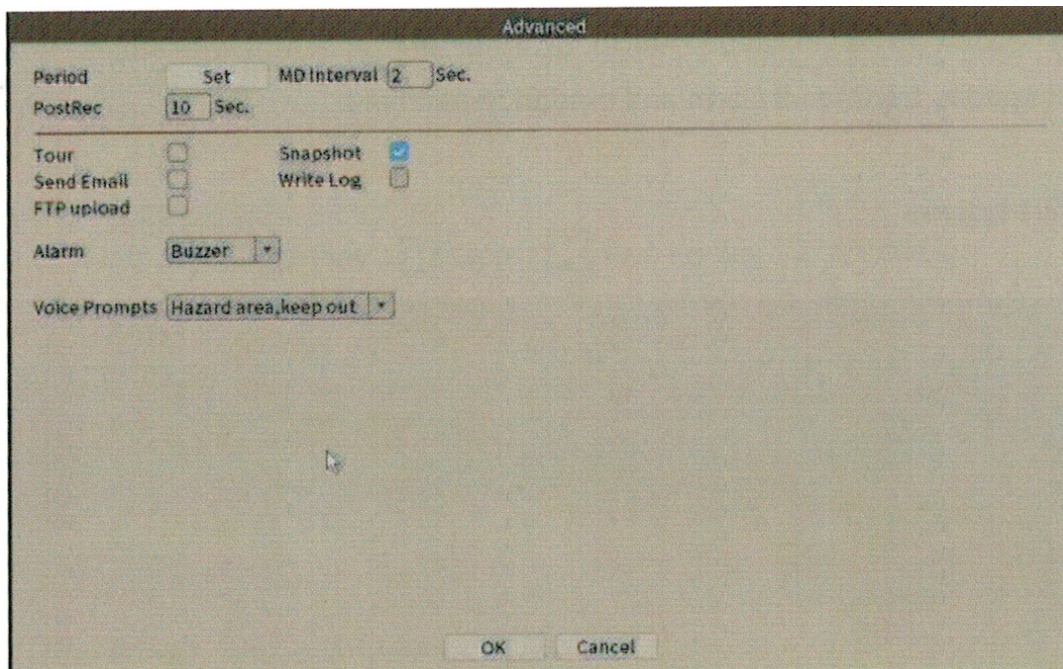 Advanced
Period Set MD Interval 2 Sec.
PostRec 10 Sec.
Tour Snapshot
Send Email Write Log
FTP upload
Alarm Buzzer
Voice Prompts Hazard area,keep out
OK Cancel